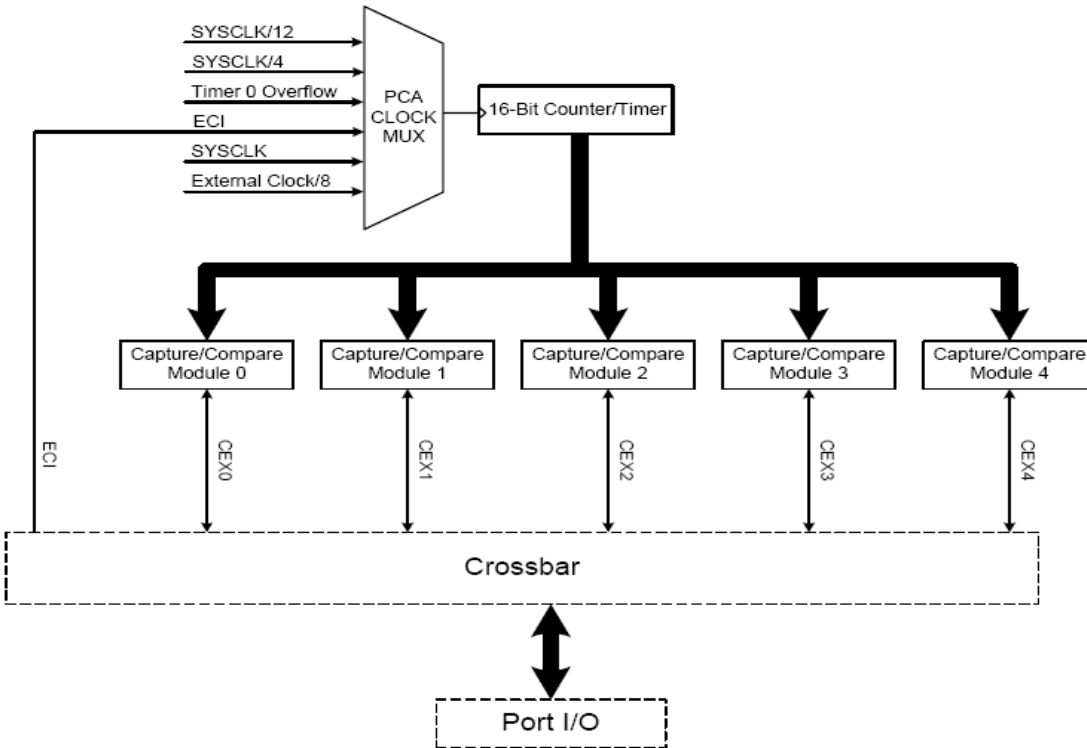 SYSCLK/12
SYSCLK/4
Timer 0 Overflow
ECI
SYSCLK
External Clock/8
PCA
CLOCK
MUX
16-Bit Counter/Timer
Capture/Compare
Module 0
Capture/Compare
Module 1
Capture/Compare
Module 2
Capture/Compare
Module 3
Capture/Compare
Module 4
ECI
CEX0
CEX1
CEX2
CEX3
CEX4
Crossbar
Port I/O